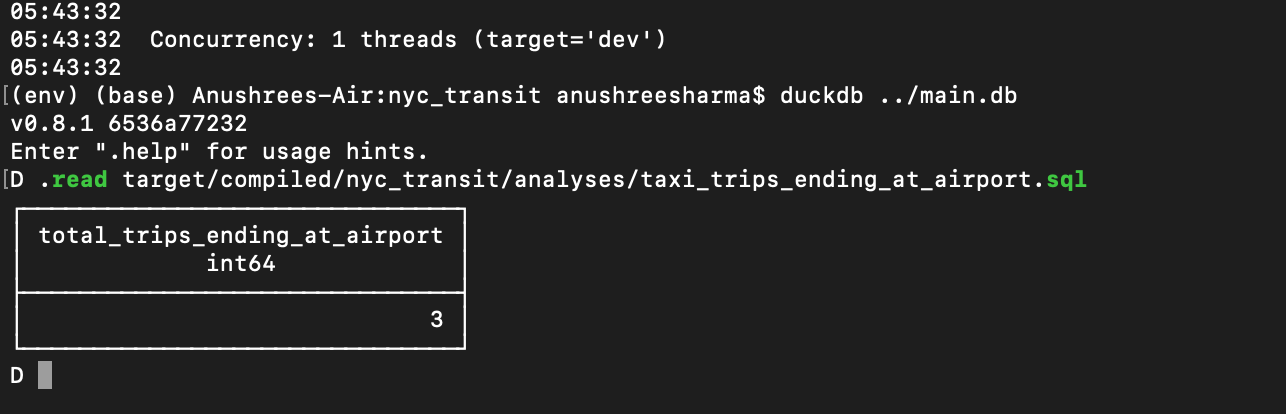 05:43:32
05:43:32  Concurrency: 1 threads (target='dev')
05:43:32
[(env) (base) Anushrees-Air:nyc_transit anushreesharma$ duckdb ../main.db
v0.8.1 6536a77232
Enter ".help" for usage hints.
[D .read target/compiled/nyc_transit/analyses/taxi_trips_ending_at_airport.sql
total_trips_ending_at_airport
int64
3
D